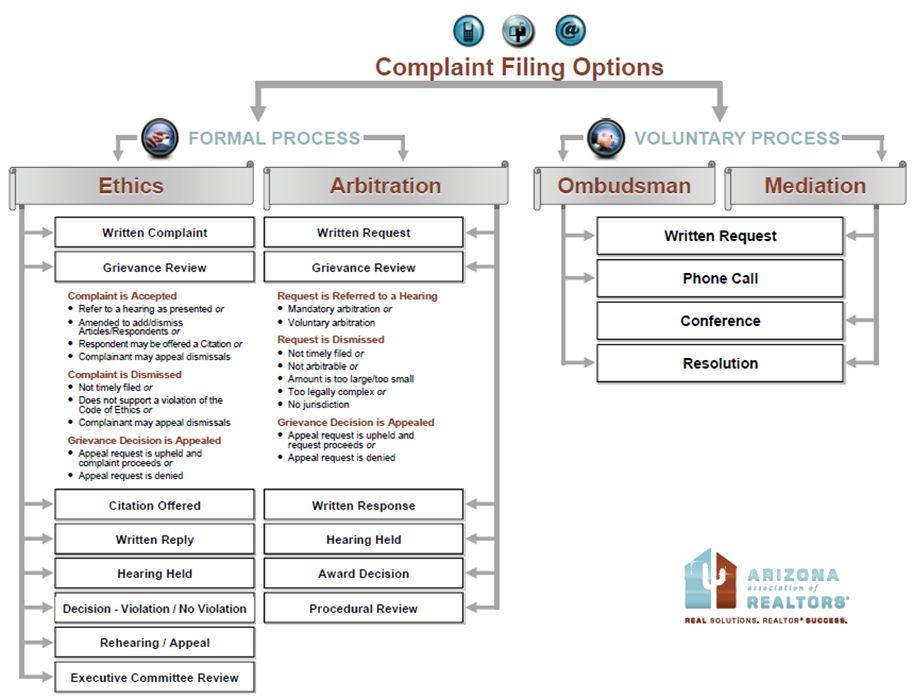 Complaint Filing Options
FORMAL PROCESS
VOLUNTARY PROCESS
Ethics
Arbitration
Ombudsman
Mediation
Written Complaint
Grievance Review
Complaint is Accepted
• Refer to a hearing as presented or
• Amended to add/dismiss
Articles/Respondents or
• Respondent may be offered a Citation or
• Complainant may appeal dismissals
Complaint is Dismissed
• Not timely filed or
• Does not support a violation of the
Code of Ethics or
• Complainant may appeal dismissals
Grievance Decision is Appealed
• Appeal request is upheld and
complaint proceeds or
• Appeal request is denied
Citation Offered
Written Reply
Hearing Held
Decision - Violation / No Violation
Rehearing / Appeal
Executive Committee Review
Written Request
Grievance Review
Request is Referred to a Hearing
• Mandatory arbitration or
• Voluntary arbitration
Request is Dismissed
• Not timely filed or
• Not arbitrable or
• Amount is too large/too small
• Too legally complex or
• No jurisdiction
Grievance Decision is Appealed
• Appeal request is upheld and
request proceeds or
• Appeal request is denied
Written Response
Hearing Held
Award Decision
Procedural Review
Written Request
Phone Call
Conference
Resolution
ARIZONA
association of
REALTORS®
REAL SOLUTIONS. REALTOR® SUCCESS.